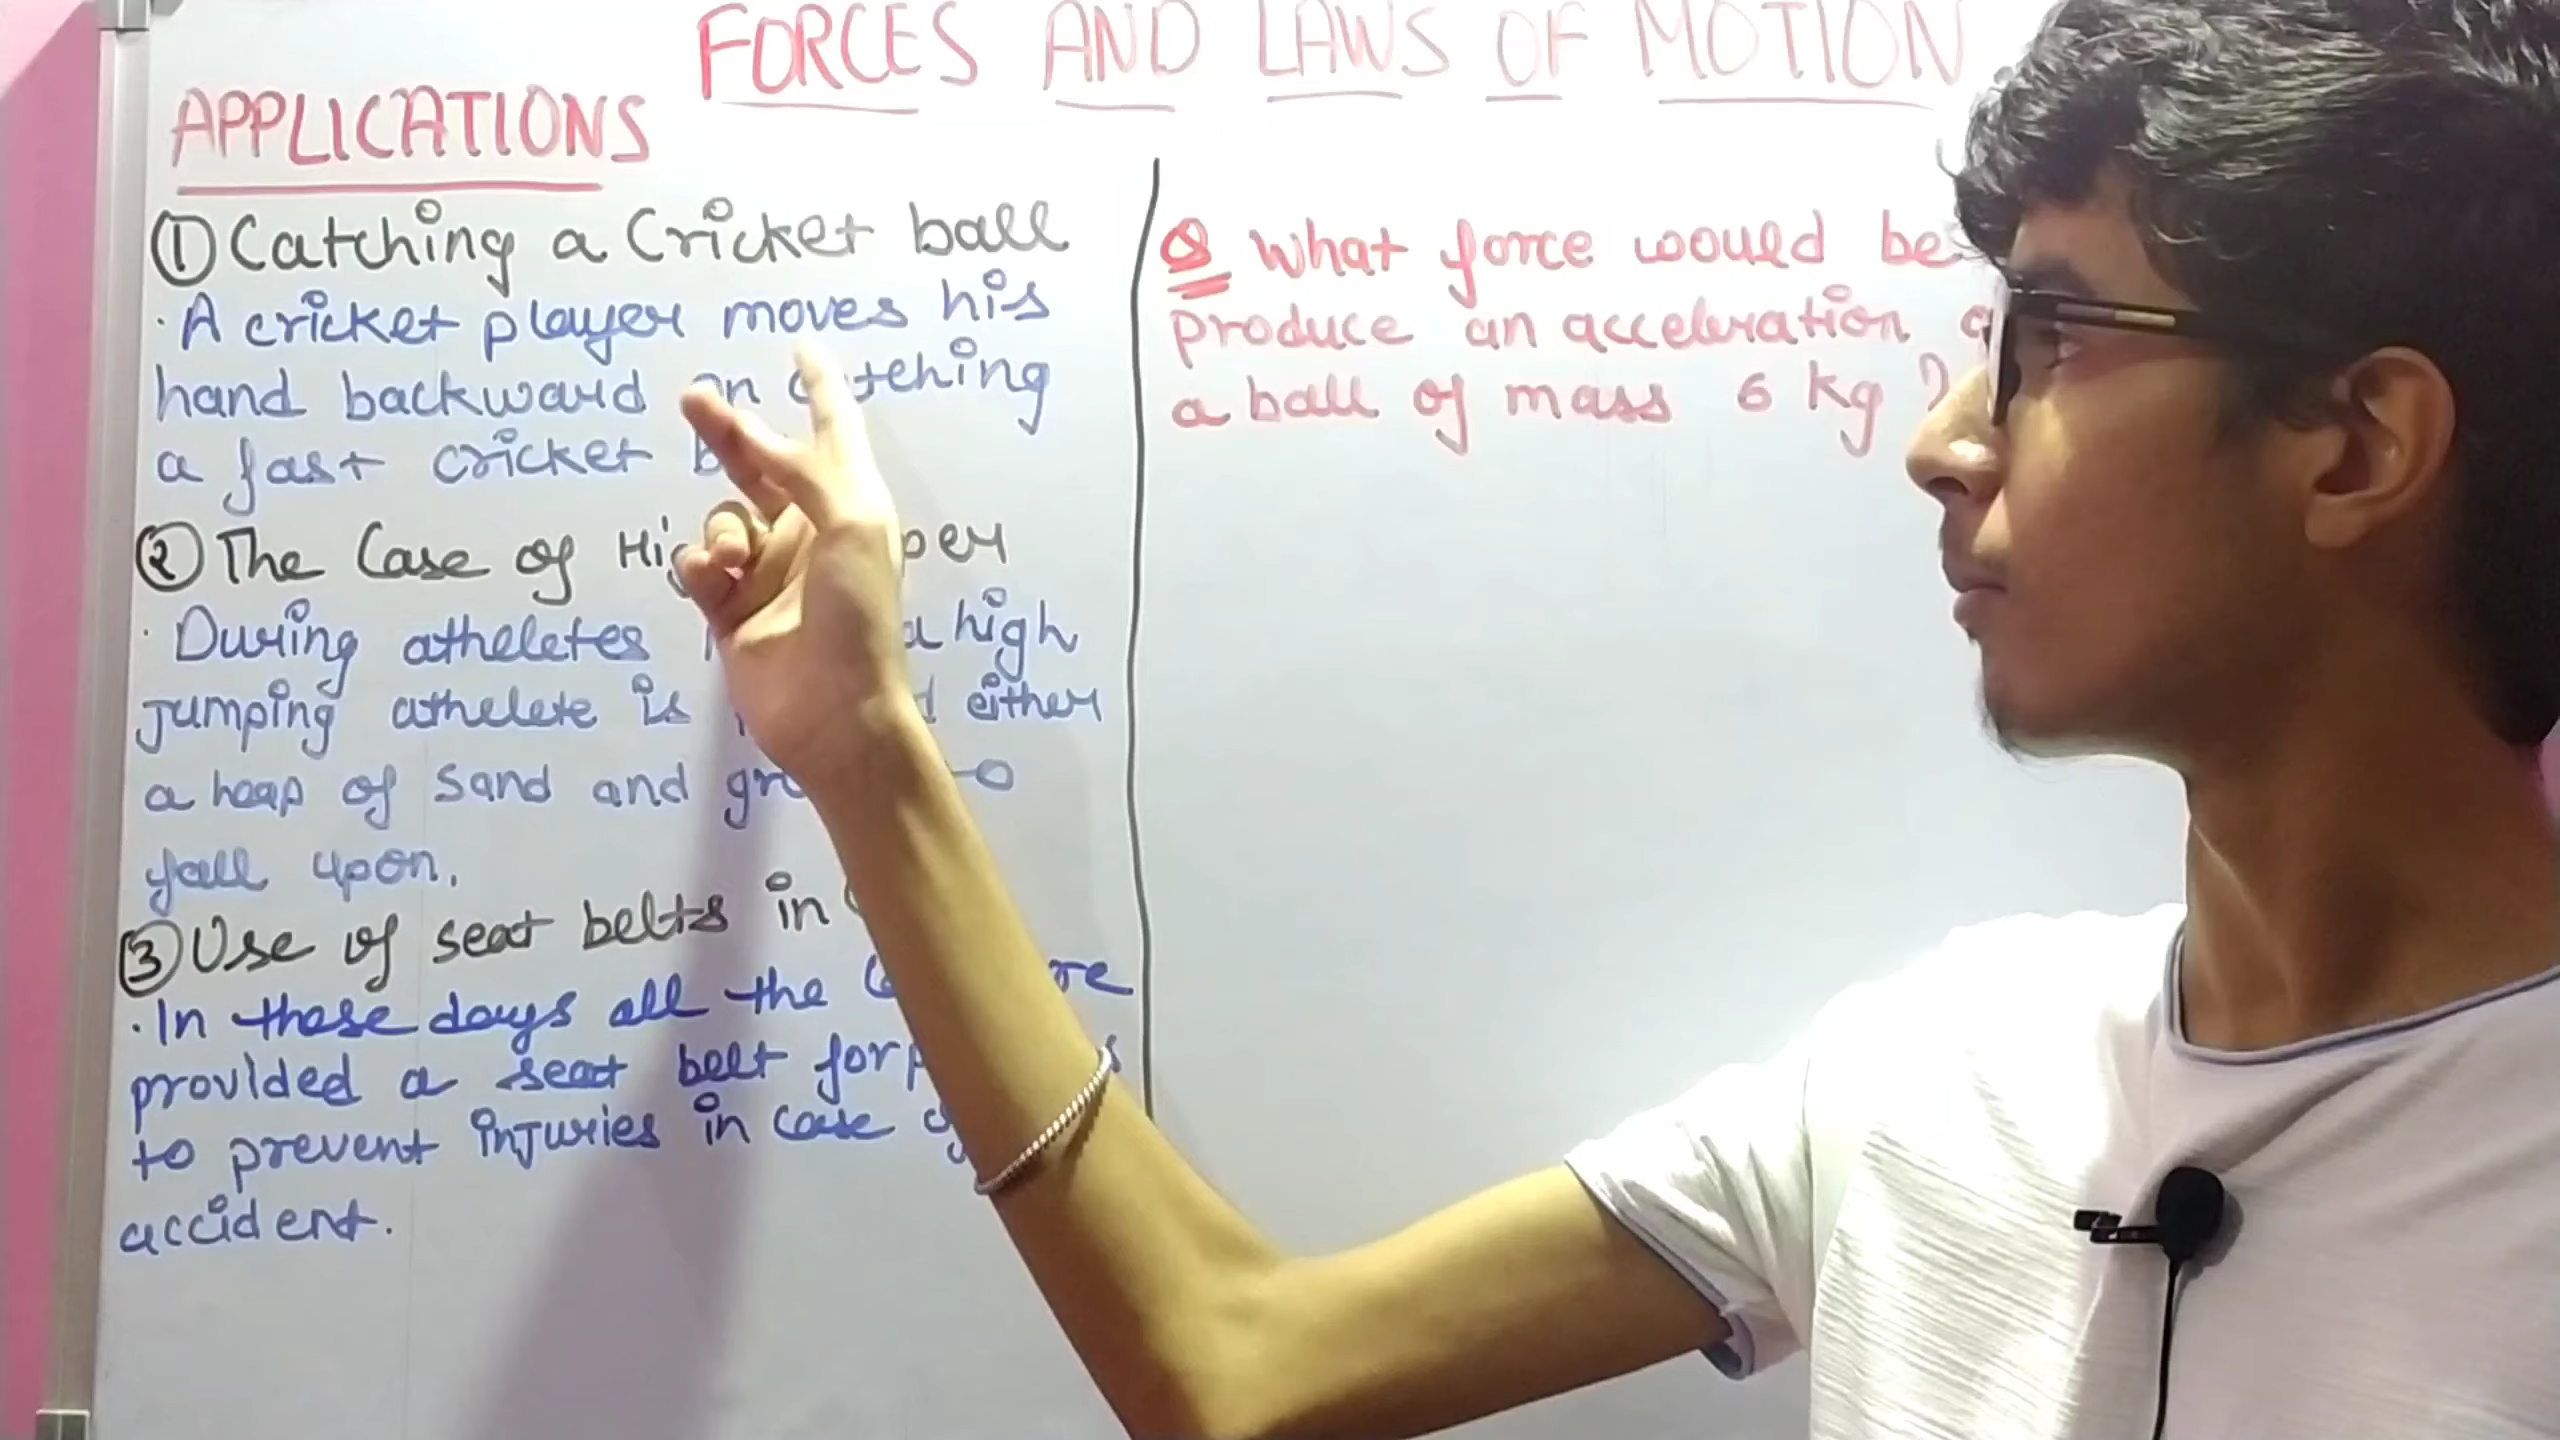 FORCES AND LAWS OF MOTION
APPLICATIONS
① Catching a Cricket ball
· A cricket player moves his
hand backward on catching
a fast cricket
② The Case of
· During atheletes a high
jumping athelete is either
a heap of sand and
fall upon.
③ Use of seat belts in
· In these days all the
provided a seat belt for
to prevent injuries in case
accident.
Q What force would be
produce an acceleration
a ball of mass 6 kg ?